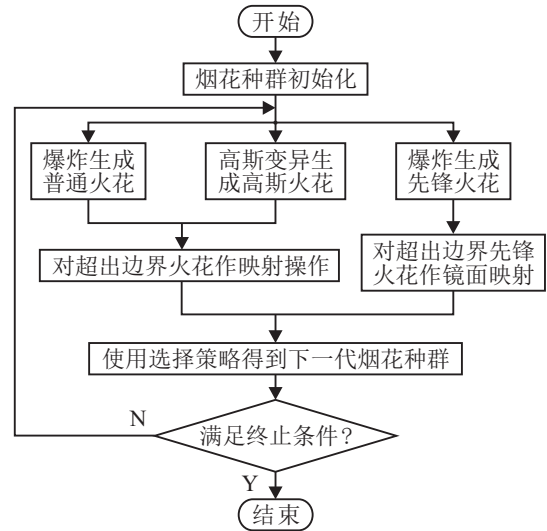 开始
烟花种群初始化
爆炸生成
普通火花
高斯变异生
成高斯火花
爆炸生成
先锋火花
对超出边界火花作映射操作
对超出边界先锋
火花作镜面映射
使用选择策略得到下一代烟花种群
N
满足终止条件?
Y
结束